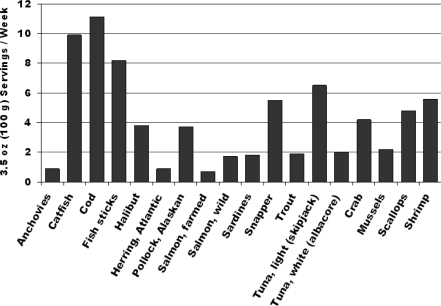 3.5 oz (100 g) Servings / Week
12
10
8
6
4
2
0
Anchovies
Catfish
Cod
Fish sticks
Halibut
Herring, Atlantic
Pollock, Alaskan
Salmon, farmed
Salmon, wild
Sardines
Snapper
Trout
Tuna, light (skipjack)
Tuna, white (albacore)
Crab
Mussels
Scallops
Shrimp